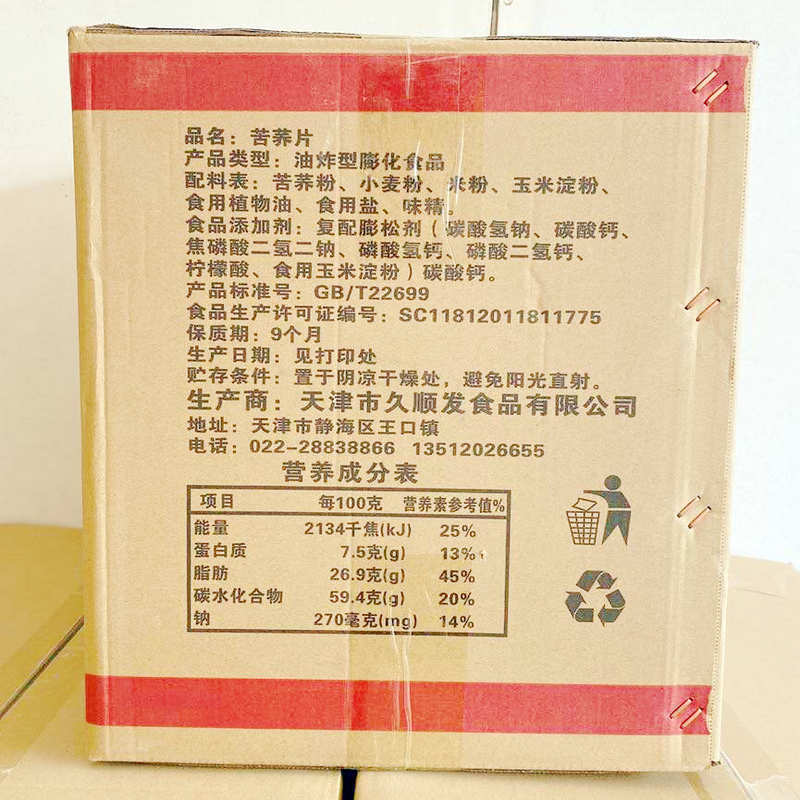 品名：苦荞片
产品类型：油炸型膨化食品
配料表：苦荞粉、小麦粉、米粉、玉米淀粉、
食用植物油、食用盐、味精。
食品添加剂：复配膨松剂（碳酸氢钠、碳酸钙、
焦磷酸二氢二钠、磷酸氢钙、磷酸二氢钙、
柠檬酸、食用玉米淀粉）碳酸钙。
产品标准号：GB/T22699
食品生产许可证编号：SC11812011811775
保质期：9个月
生产日期：见打印处
贮存条件：置于阴凉干燥处，避免阳光直射。
生产商：天津市久顺发食品有限公司
地址：天津市静海区王口镇
电话：022-28838866 13512026655
营养成分表
项目 每100克 营养素参考值%
能量 2134千焦(kJ) 25%
蛋白质 7.5克(g) 13%
脂肪 26.9克(g) 45%
碳水化合物 59.4克(g) 20%
钠 270毫克(mg) 14%